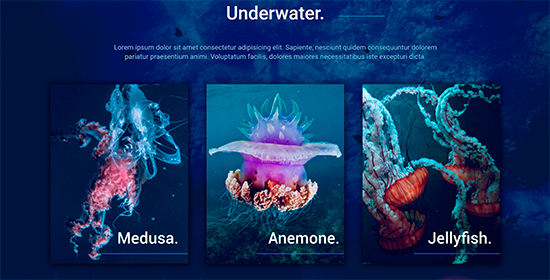 Underwater.
Lorem ipsum dolor sit amet consectetur adipisicing elit. Sapiente, nesciunt quidem consequuntur dolorem
pariatur praesentium animi. Voluptatum facilis, dolores maiores necessitatibus iste excepturi dicta
Medusa.
Anemone.
Jellyfish.